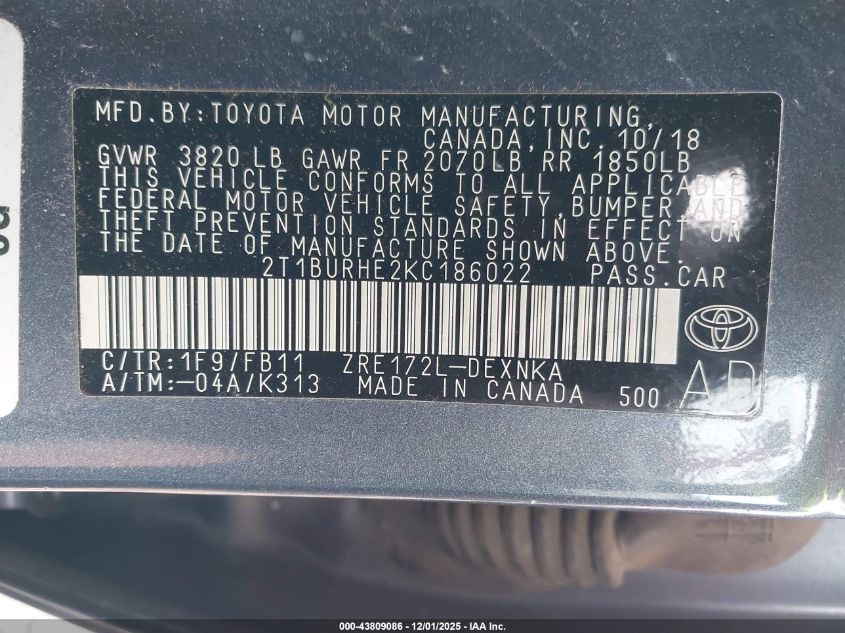 MFD. BY: TOYOTA MOTOR MANUFACTURING,
CANADA, INC. 10/18
GVWR 3820 LB GAWR FR 2070LB RR 1850LB
THIS VEHICLE CONFORMS TO ALL APPLICABLE
FEDERAL MOTOR VEHICLE SAFETY, BUMPER, AND
THEFT PREVENTION STANDARDS IN EFFECT ON
THE DATE OF MANUFACTURE SHOWN ABOVE.
2T1BURHE2KC186022 PASS.CAR
C/TR: 1F9/FB11 ZRE172L-DEXNKA
A/TM: -04A/K313 MADE IN CANADA 500 AD
000-43809086 - 12/01/2025 - IAA Inc.